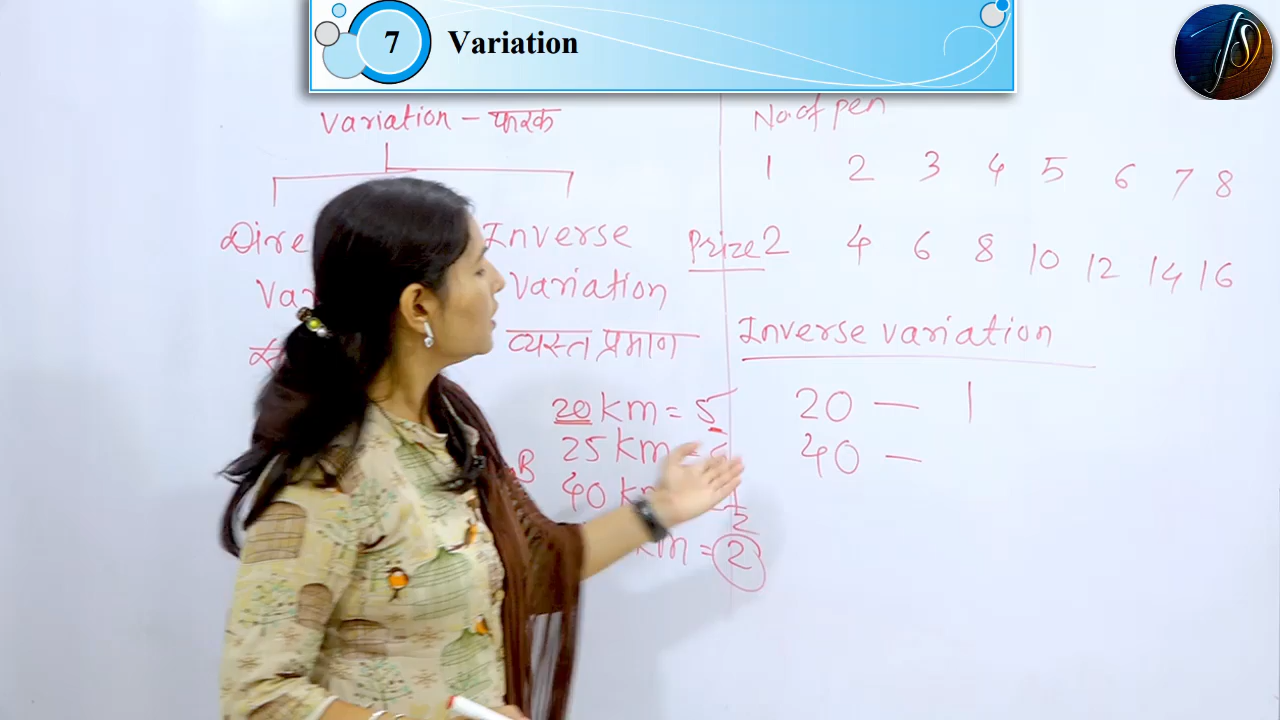 7 Variation
Variation - फरक
Inverse
Variation
व्यस्त प्रमाण
20 km = 5
25 km =
40
= 2
No. of pen
1 2 3 4 5 6 7 8
Prize 2 4 6 8 10 12 14 16
Inverse variation
20 — 1
40 —